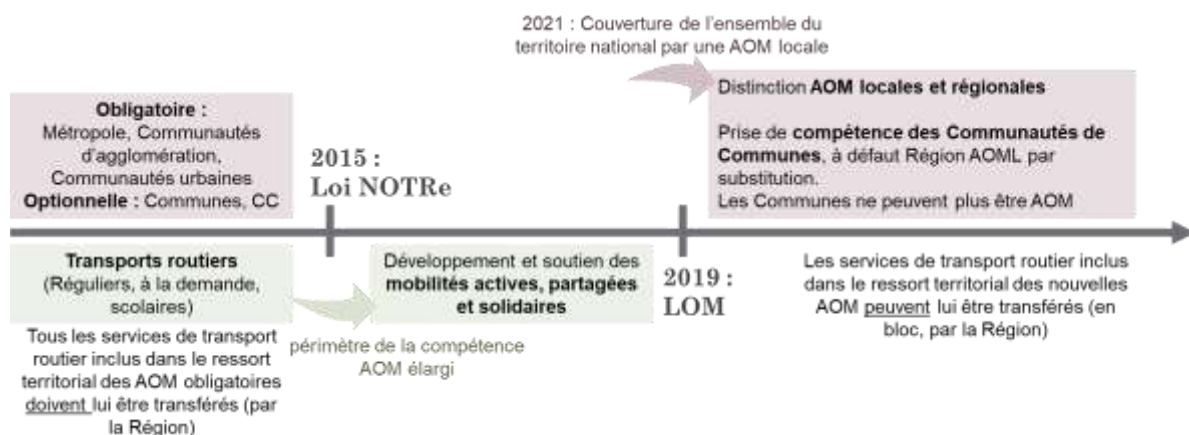 2021 : Couverture de l'ensemble du
territoire national par une AOM locale
Obligatoire :
Métropole, Communautés
d'agglomération,
Communautés urbaines
Optionnelle : Communes, CC
2015 :
Loi NOTRe
Distinction AOM locales et régionales
Prise de compétence des Communautés de
Communes, à défaut Région AOML par
substitution.
Les Communes ne peuvent plus être AOM
Transports routiers
(Réguliers, à la demande,
scolaires)
Tous les services de transport
routier inclus dans le ressort
territorial des AOM obligatoires
doivent lui être transférés (par
la Région)
Développement et soutien des
mobilités actives, partagées
et solidaires
périmètre de la compétence
AOM élargi
2019 :
LOM
Les services de transport routier inclus
dans le ressort territorial des nouvelles
AOM peuvent lui être transférés (en
bloc, par la Région)